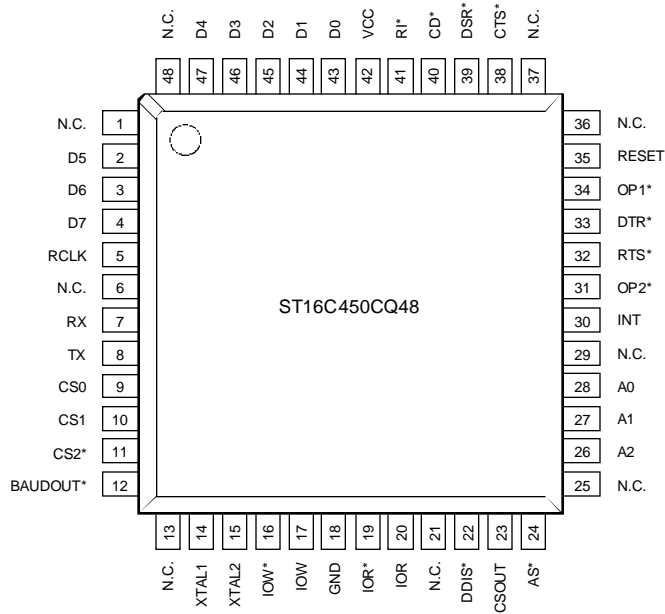 N.C. D4 D3 D2 D1 D0 VCC RI* CD* DSR* CTS* N.C.
48 47 46 45 44 43 42 41 40 39 38 37
N.C. 1 36 N.C.
D5 2 35 RESET
D6 3 34 OP1*
D7 4 33 DTR*
RCLK 5 32 RTS*
N.C. 6 31 OP2*
ST16C450CQ48
RX 7 30 INT
TX 8 29 N.C.
CS0 9 28 A0
CS1 10 27 A1
CS2* 11 26 A2
BAUDOUT* 12 25 N.C.
13 14 15 16 17 18 19 20 21 22 23 24
N.C. XTAL1 XTAL2 IOW* IOW GND IOR* IOR N.C. DDIS* CSOUT AS*